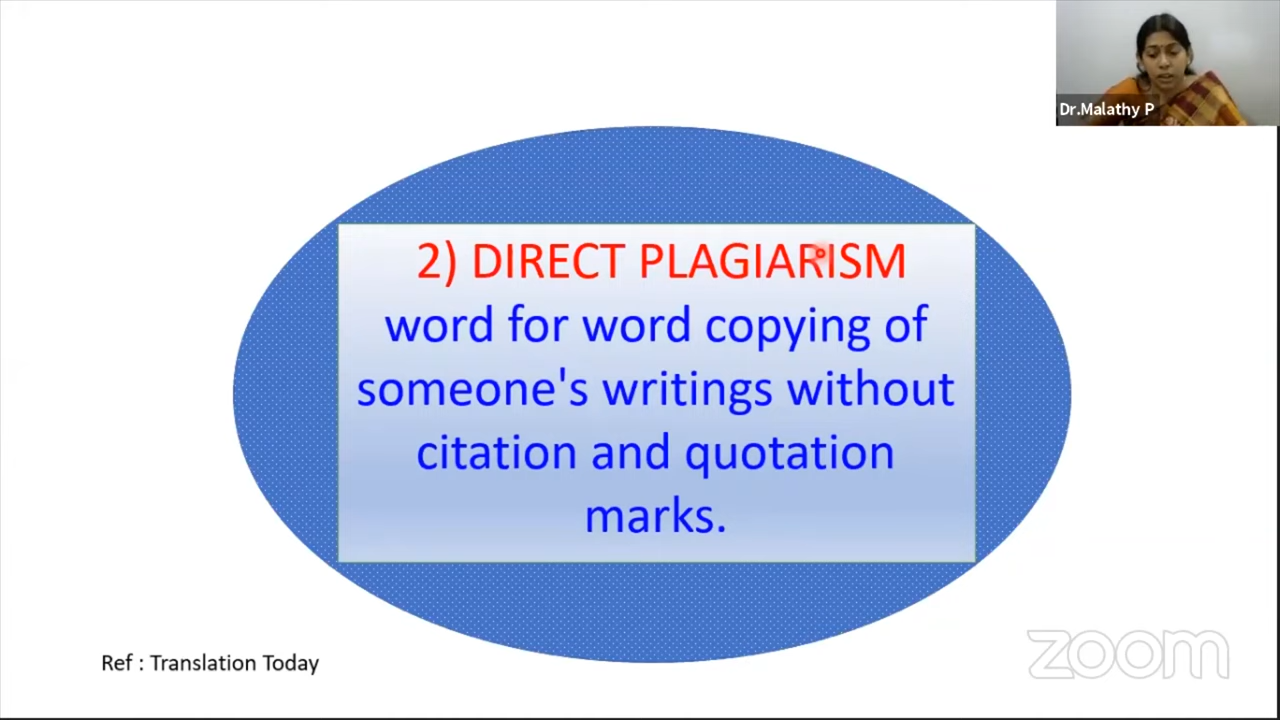 Dr.Malathy P
2) DIRECT PLAGIARISM
word for word copying of
someone's writings without
citation and quotation
marks.
Ref : Translation Today
zoom